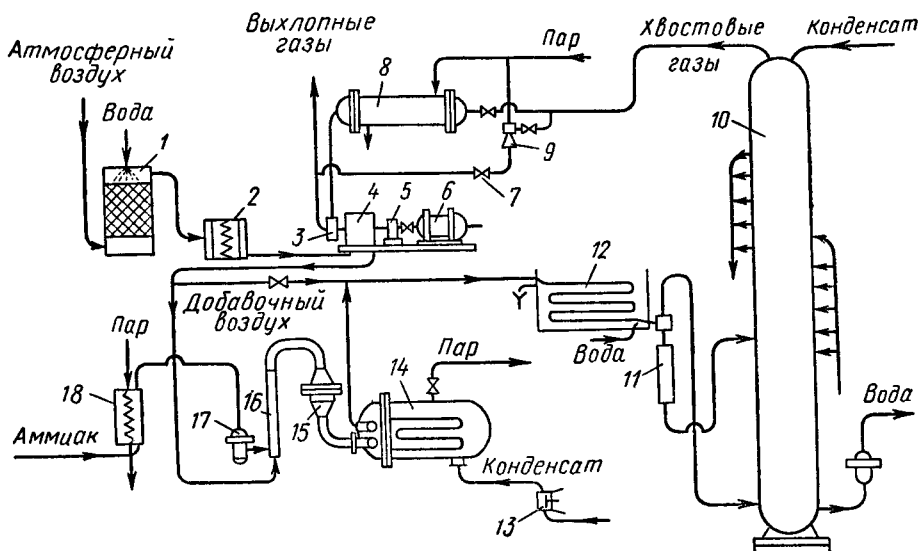 Атмосферный
воздух
Вода
1
2
Выхлопные
газы
8
Пар
Хвостовые
газы
Конденсат
10
9
7
3
4
5
6
Добавочный
воздух
12
Вода
11
Пар
18
Аммиак
17
16
15
14
Пар
Конденсат
13
Вода